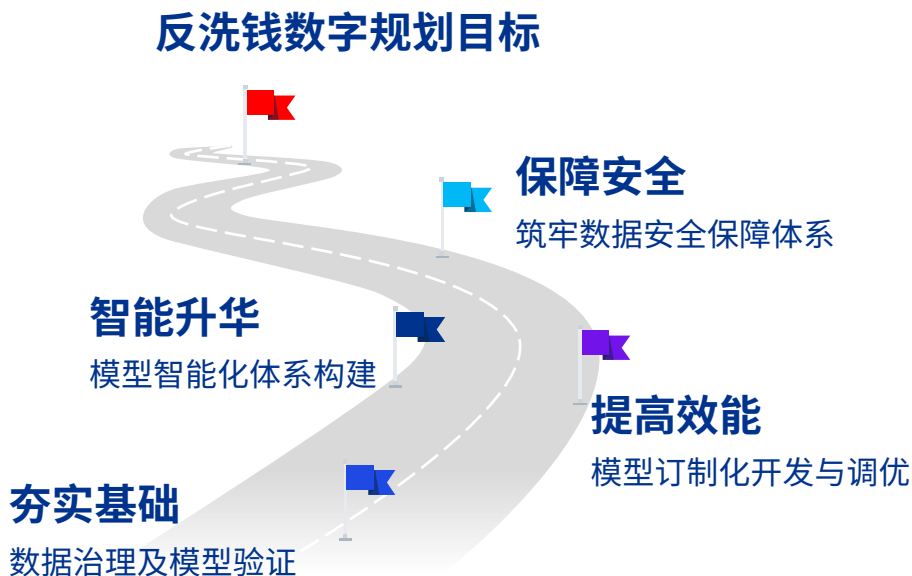 反洗钱数字规划目标
保障安全
筑牢数据安全保障体系
智能升华
模型智能化体系构建
提高效能
模型订制化开发与调优
夯实基础
数据治理及模型验证